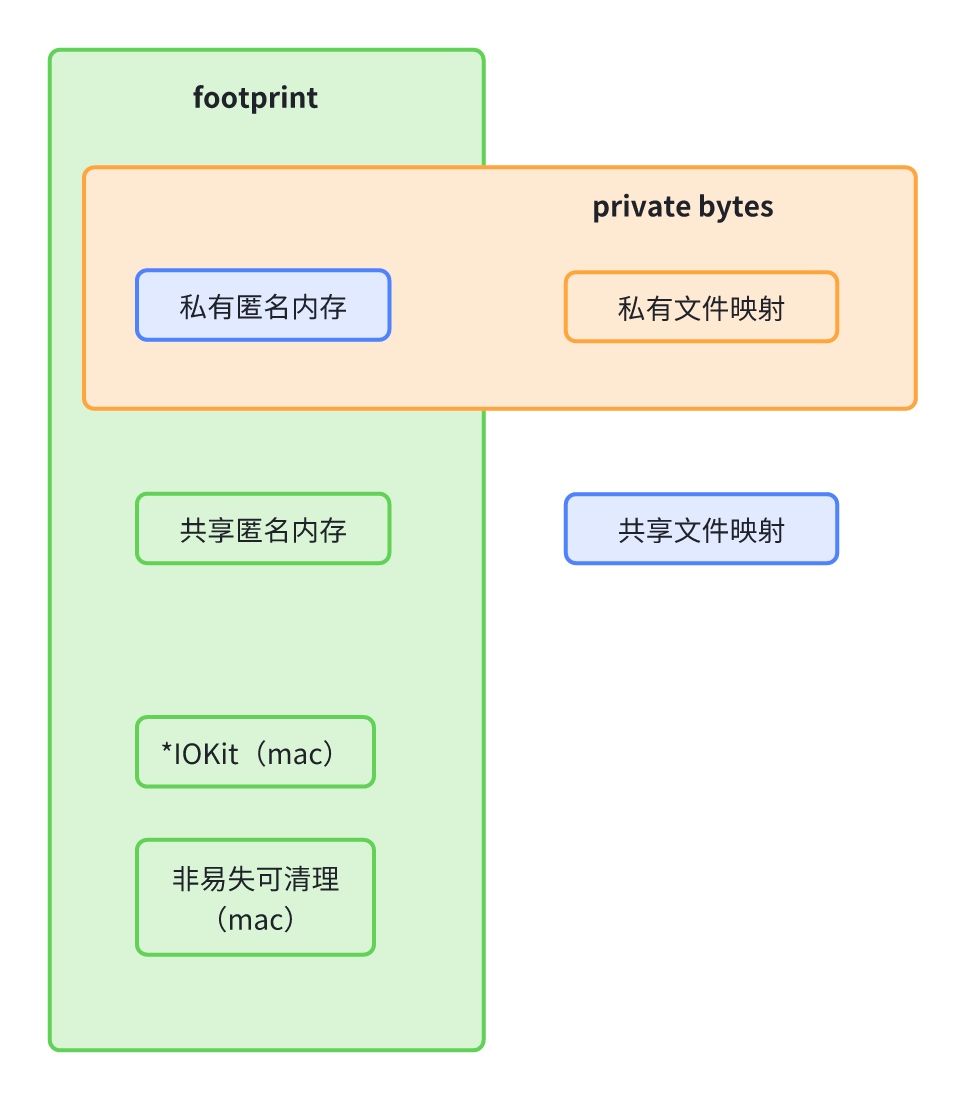 footprint
private bytes
私有匿名内存
私有文件映射
共享匿名内存
共享文件映射
*IOKit（mac）
非易失可清理
（mac）